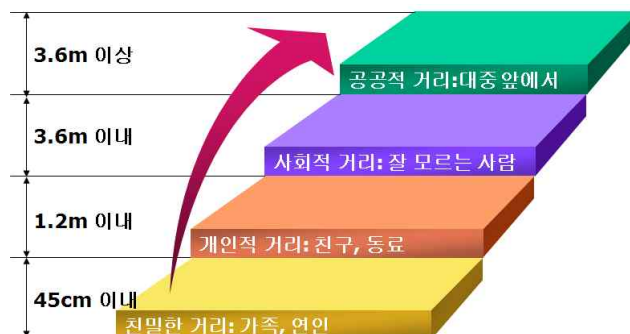 3.6m 이상
공공적 거리:대중 앞에서
3.6m 이내
사회적 거리: 잘 모르는 사람
1.2m 이내
개인적 거리: 친구, 동료
45cm 이내
친밀한 거리: 가족, 연인